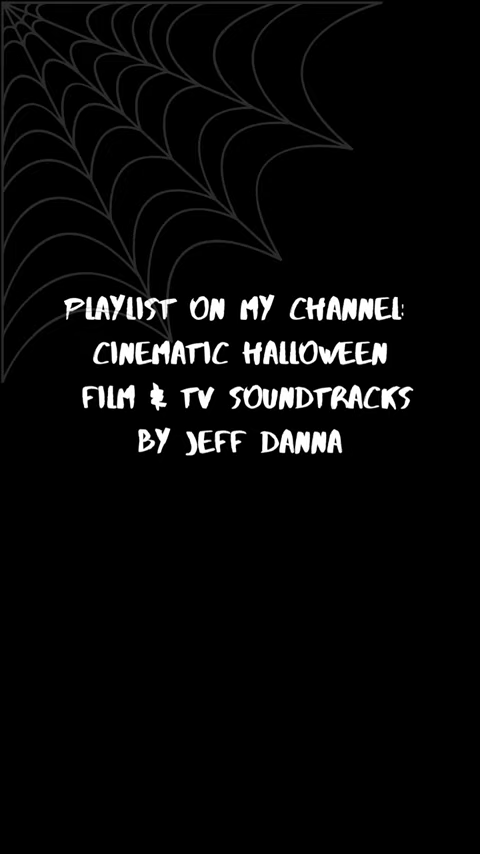 PLAYLIST ON MY CHANNEL:
CINEMATIC HALLOWEEN
FILM & TV SOUNDTRACKS
BY JEFF DANNA